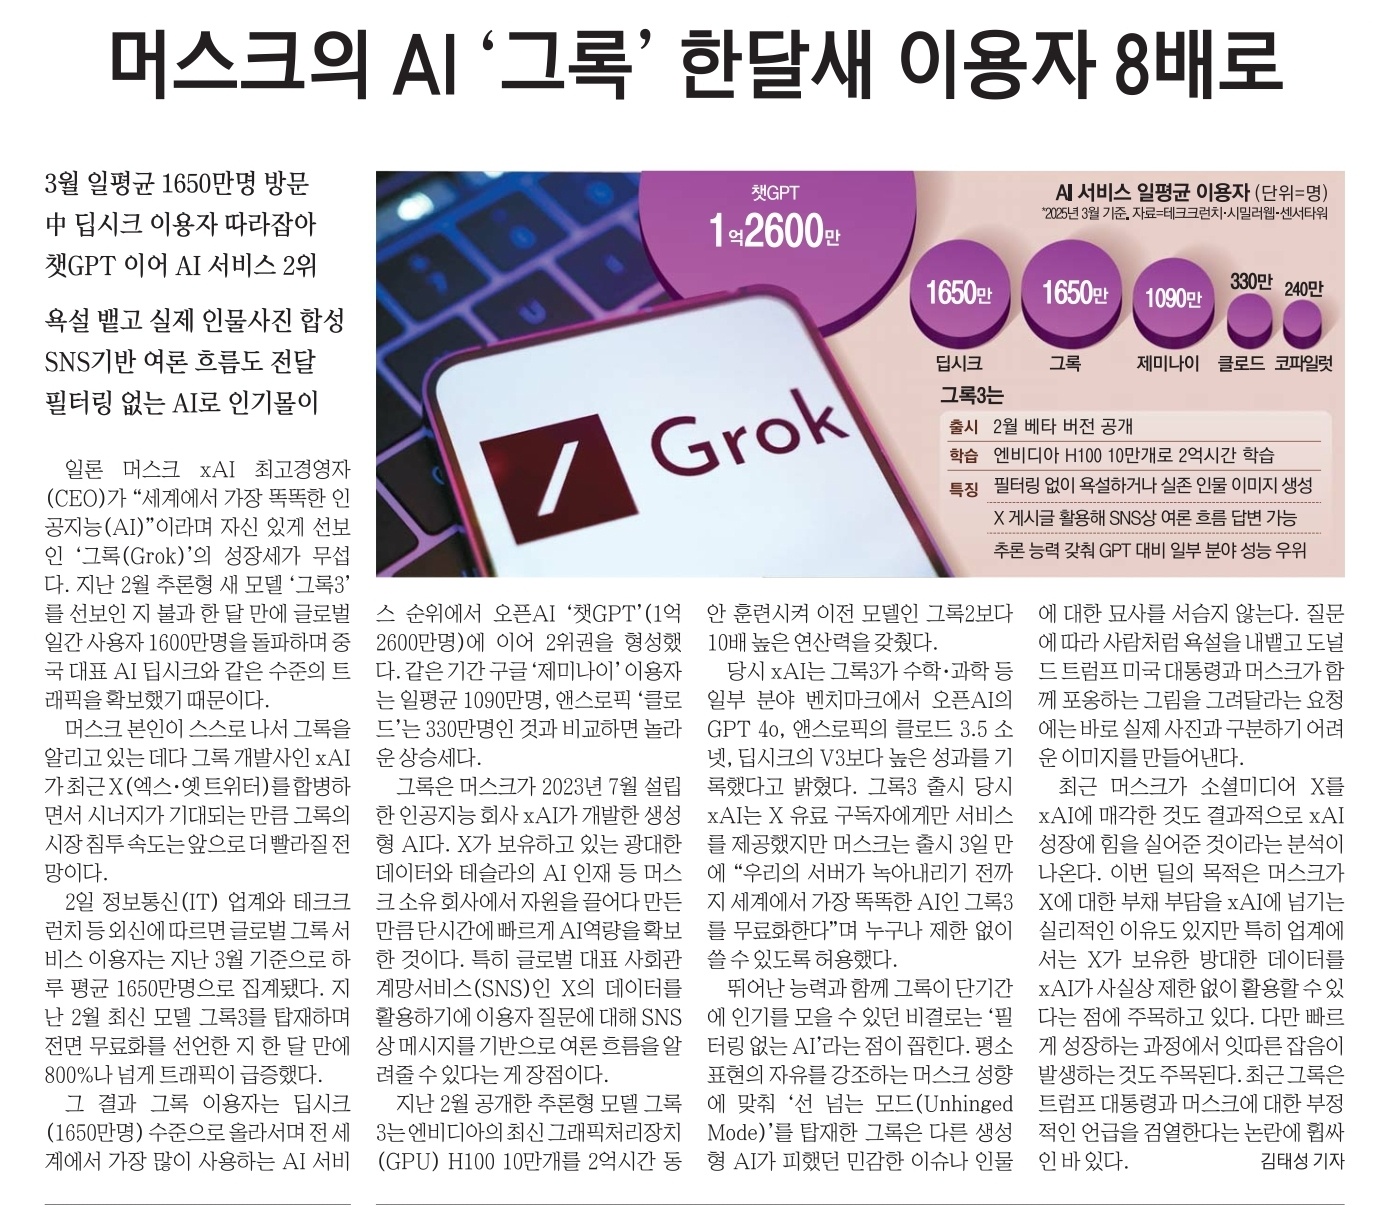 머스크의 AI ‘그록’ 한달새 이용자 8배로
3월 일평균 1650만명 방문
中 딥시크 이용자 따라잡아
챗GPT 이어 AI 서비스 2위
욕설 뱉고 실제 인물사진 합성
SNS기반 여론 흐름도 전달
필터링 없는 AI로 인기몰이
AI 서비스 일평균 이용자 (단위=명)
*2025년 3월 기준. 자료=테크크런치·시밀러웹·센서타워
챗GPT
1억2600만
1650만
딥시크
1650만
그록
1090만
제미나이
330만
클로드
240만
코파일럿
Grok
그록3는
출시 2월 베타 버전 공개
학습 엔비디아 H100 10만개로 2억시간 학습
특징 필터링 없이 욕설하거나 실존 인물 이미지 생성
X 게시글 활용해 SNS상 여론 흐름 답변 가능
추론 능력 갖춰 GPT 대비 일부 분야 성능 우위
일론 머스크 xAI 최고경영자
(CEO)가 “세계에서 가장 똑똑한 인
공지능(AI)”이라며 자신 있게 선보
인 ‘그록(Grok)’의 성장세가 무섭
다. 지난 2월 추론형 새 모델 ‘그록3’
를 선보인 지 불과 한 달 만에 글로벌
일간 사용자 1600만명을 돌파하며 중
국 대표 AI 딥시크와 같은 수준의 트
래픽을 확보했기 때문이다.
머스크 본인이 스스로 나서 그록을
알리고 있는 데다 그록 개발사인 xAI
가 최근 X(엑스·옛 트위터)를 합병하
면서 시너지가 기대되는 만큼 그록의
시장 침투 속도는 앞으로 더 빨라질 전
망이다.
2일 정보통신(IT) 업계와 테크크
런치 등 외신에 따르면 글로벌 그록 서
비스 이용자는 지난 3월 기준으로 하
루 평균 1650만명으로 집계됐다. 지
난 2월 최신 모델 그록3를 탑재하며
전면 무료화를 선언한 지 한 달 만에
800%나 넘게 트래픽이 급증했다.
그 결과 그록 이용자는 딥시크
(1650만명) 수준으로 올라서며 전 세
계에서 가장 많이 사용하는 AI 서비
스 순위에서 오픈AI ‘챗GPT’(1억
2600만명)에 이어 2위권을 형성했
다. 같은 기간 구글 ‘제미나이’ 이용자
는 일평균 1090만명, 앤스로픽 ‘클로
드’는 330만명인 것과 비교하면 놀라
운 상승세다.
그록은 머스크가 2023년 7월 설립
한 인공지능 회사 xAI가 개발한 생성
형 AI다. X가 보유하고 있는 광대한
데이터와 테슬라의 AI 인재 등 머스
크 소유 회사에서 자원을 끌어다 만든
만큼 단시간에 빠르게 AI역량을 확보
한 것이다. 특히 글로벌 대표 사회관
계망서비스(SNS)인 X의 데이터를
활용하기에 이용자 질문에 대해 SNS
상 메시지를 기반으로 여론 흐름을 알
려줄 수 있다는 게 장점이다.
지난 2월 공개한 추론형 모델 그록
3는 엔비디아의 최신 그래픽처리장치
(GPU) H100 10만개를 2억시간 동
안 훈련시켜 이전 모델인 그록2보다
10배 높은 연산력을 갖췄다.
당시 xAI는 그록3가 수학·과학 등
일부 분야 벤치마크에서 오픈AI의
GPT 4o, 앤스로픽의 클로드 3.5 소
넷, 딥시크의 V3보다 높은 성과를 기
록했다고 밝혔다. 그록3 출시 당시
xAI는 X 유료 구독자에게만 서비스
를 제공했지만 머스크는 출시 3일 만
에 “우리의 서버가 녹아내리기 전까
지 세계에서 가장 똑똑한 AI인 그록3
를 무료화한다”며 누구나 제한 없이
쓸 수 있도록 허용했다.
뛰어난 능력과 함께 그록이 단기간
에 인기를 모을 수 있던 비결로는 ‘필
터링 없는 AI’라는 점이 꼽힌다. 평소
표현의 자유를 강조하는 머스크 성향
에 맞춰 ‘선 넘는 모드(Unhinged
Mode)’를 탑재한 그록은 다른 생성
형 AI가 피했던 민감한 이슈나 인물
에 대한 묘사를 서슴지 않는다. 질문
에 따라 사람처럼 욕설을 내뱉고 도널
드 트럼프 미국 대통령과 머스크가 함
께 포옹하는 그림을 그려달라는 요청
에는 바로 실제 사진과 구분하기 어려
운 이미지를 만들어낸다.
최근 머스크가 소셜미디어 X를
xAI에 매각한 것도 결과적으로 xAI
성장에 힘을 실어준 것이라는 분석이
나온다. 이번 딜의 목적은 머스크가
X에 대한 부채 부담을 xAI에 넘기는
실리적인 이유도 있지만 특히 업계에
서는 X가 보유한 방대한 데이터를
xAI가 사실상 제한 없이 활용할 수 있
다는 점에 주목하고 있다. 다만 빠르
게 성장하는 과정에서 잇따른 잡음이
발생하는 것도 주목된다. 최근 그록은
트럼프 대통령과 머스크에 대한 부정
적인 언급을 검열한다는 논란에 휩싸
인 바 있다. 김태성 기자